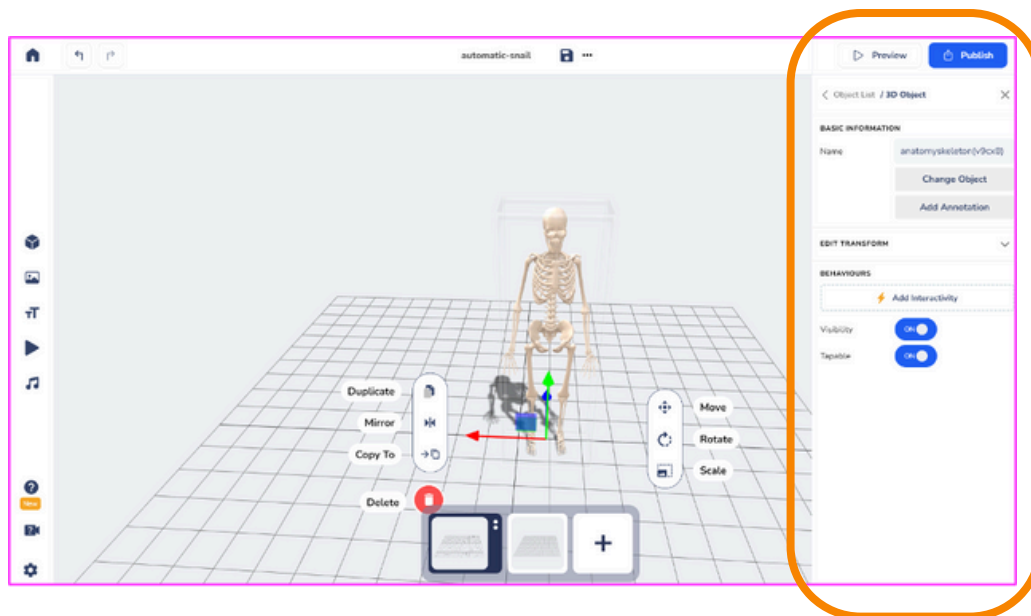 automatic-snail
Preview
Publish
Object List / 3D Object
BASIC INFORMATION
Name
anatomyskeleton(v9cx8)
Change Object
Add Annotation
EDIT TRANSFORM
BEHAVIOURS
Add Interactivity
Visibility
ON
Tapable
ON
Duplicate
Mirror
Copy To
Delete
Move
Rotate
Scale
New